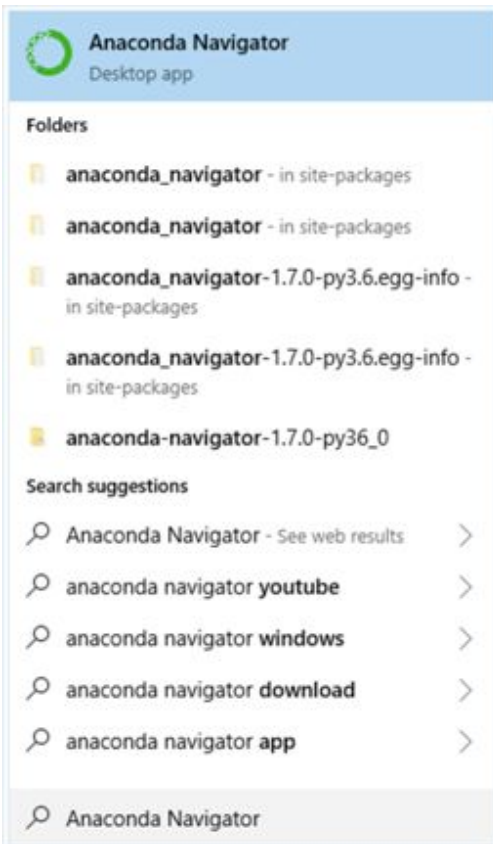 Anaconda Navigator
Desktop app
Folders
anaconda_navigator - in site-packages
anaconda_navigator - in site-packages
anaconda_navigator-1.7.0-py3.6.egg-info -
in site-packages
anaconda_navigator-1.7.0-py3.6.egg-info -
in site-packages
anaconda-navigator-1.7.0-py36_0
Search suggestions
Anaconda Navigator - See web results
anaconda navigator youtube
anaconda navigator windows
anaconda navigator download
anaconda navigator app
Anaconda Navigator